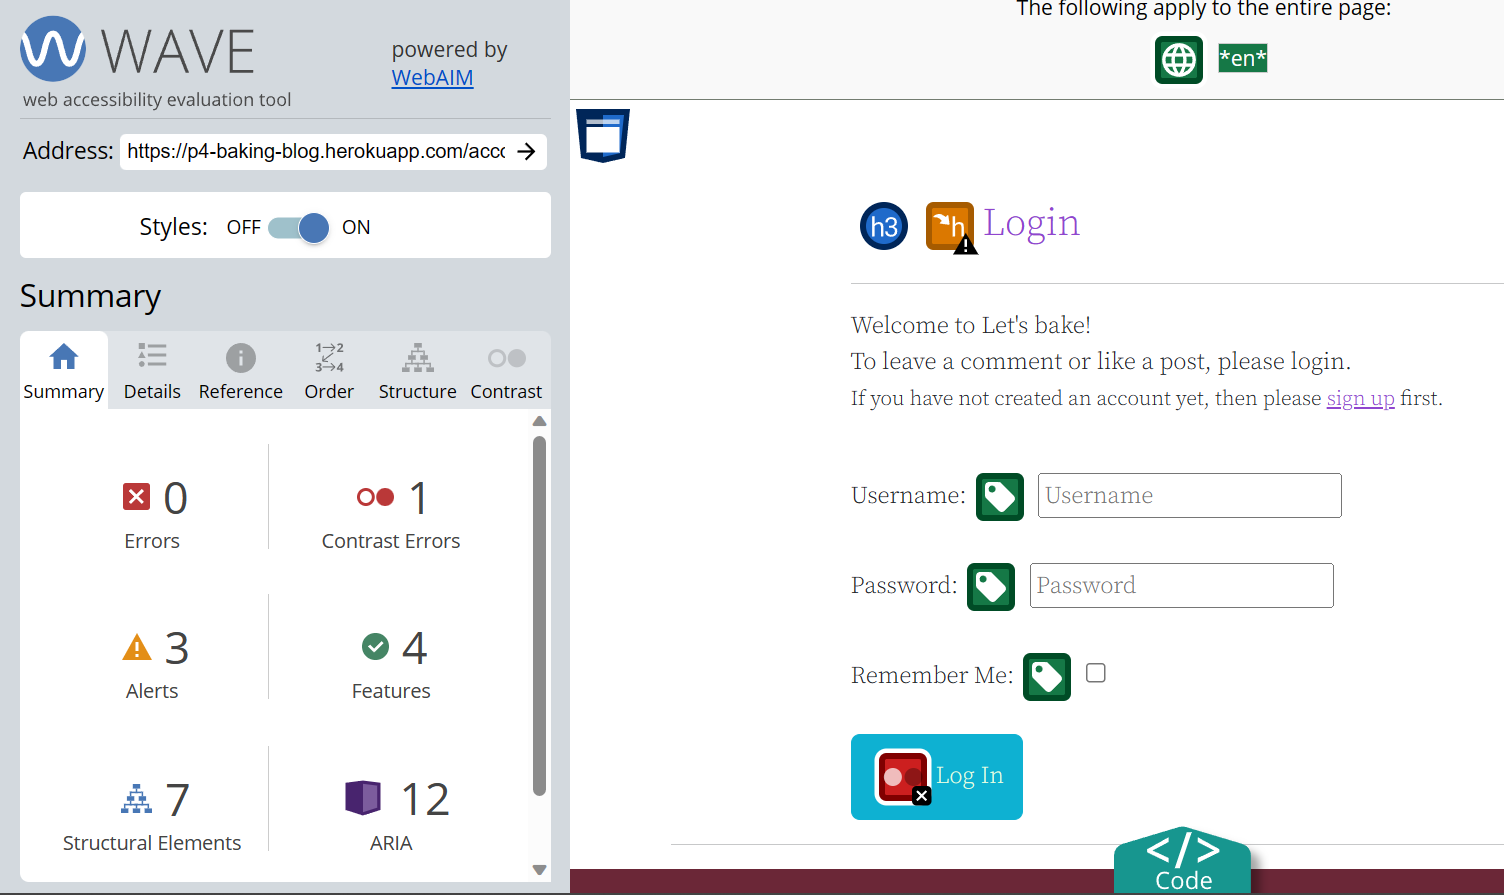 WAVE
web accessibility evaluation tool
powered by
WebAIM
Address: https://p4-baking-blog.herokuapp.com/acco
Styles: OFF ON
Summary
Summary Details Reference Order Structure Contrast
0
Errors
1
Contrast Errors
3
Alerts
4
Features
7
Structural Elements
12
ARIA
The following apply to the entire page:
*en*
h3 h Login
Welcome to Let's bake!
To leave a comment or like a post, please login.
If you have not created an account yet, then please sign up first.
Username: Username
Password: Password
Remember Me:
Log In
</>
Code